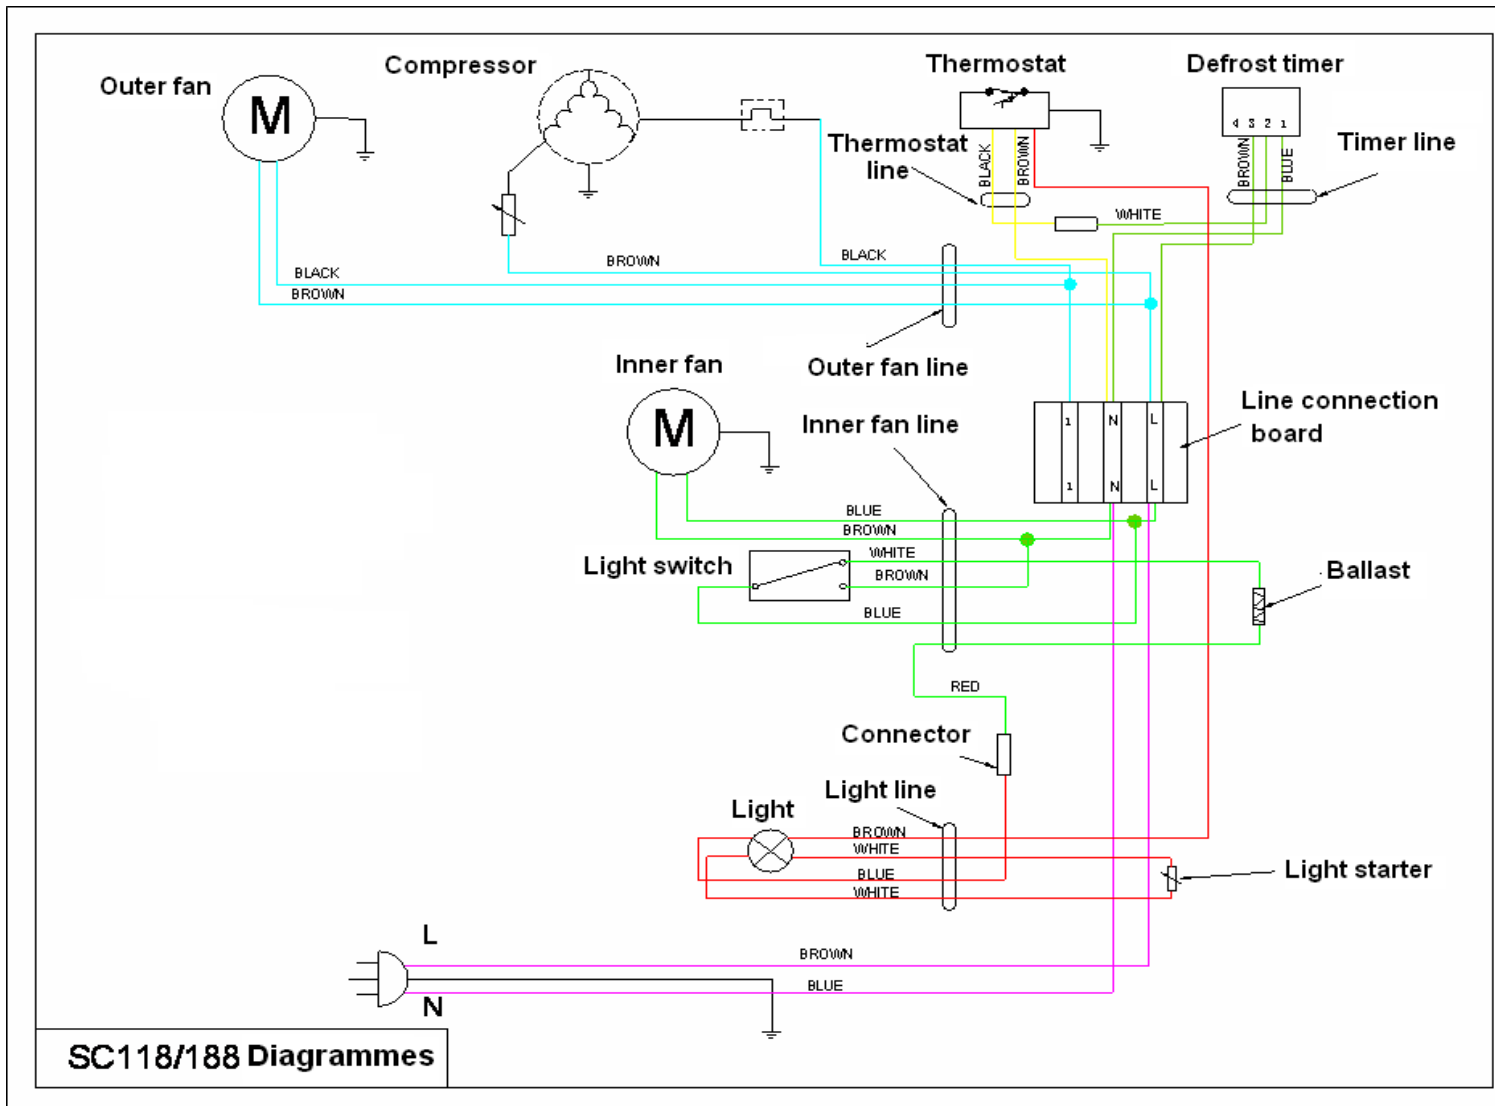 Outer fan
M
Compressor
Thermostat
Defrost timer
4 3 2 1
Thermostat
line
Timer line
BLACK
BROWN
BROWN
BLUE
WHITE
BLACK
BROWN
BROWN
BLACK
Outer fan line
Inner fan
M
Inner fan line
Line connection
board
1 N L
1 N L
BLUE
BROWN
WHITE
BROWN
BLUE
Light switch
Ballast
RED
Connector
Light line
Light
BROWN
WHITE
BLUE
WHITE
Light starter
L
BROWN
BLUE
N
SC118/188 Diagrammes